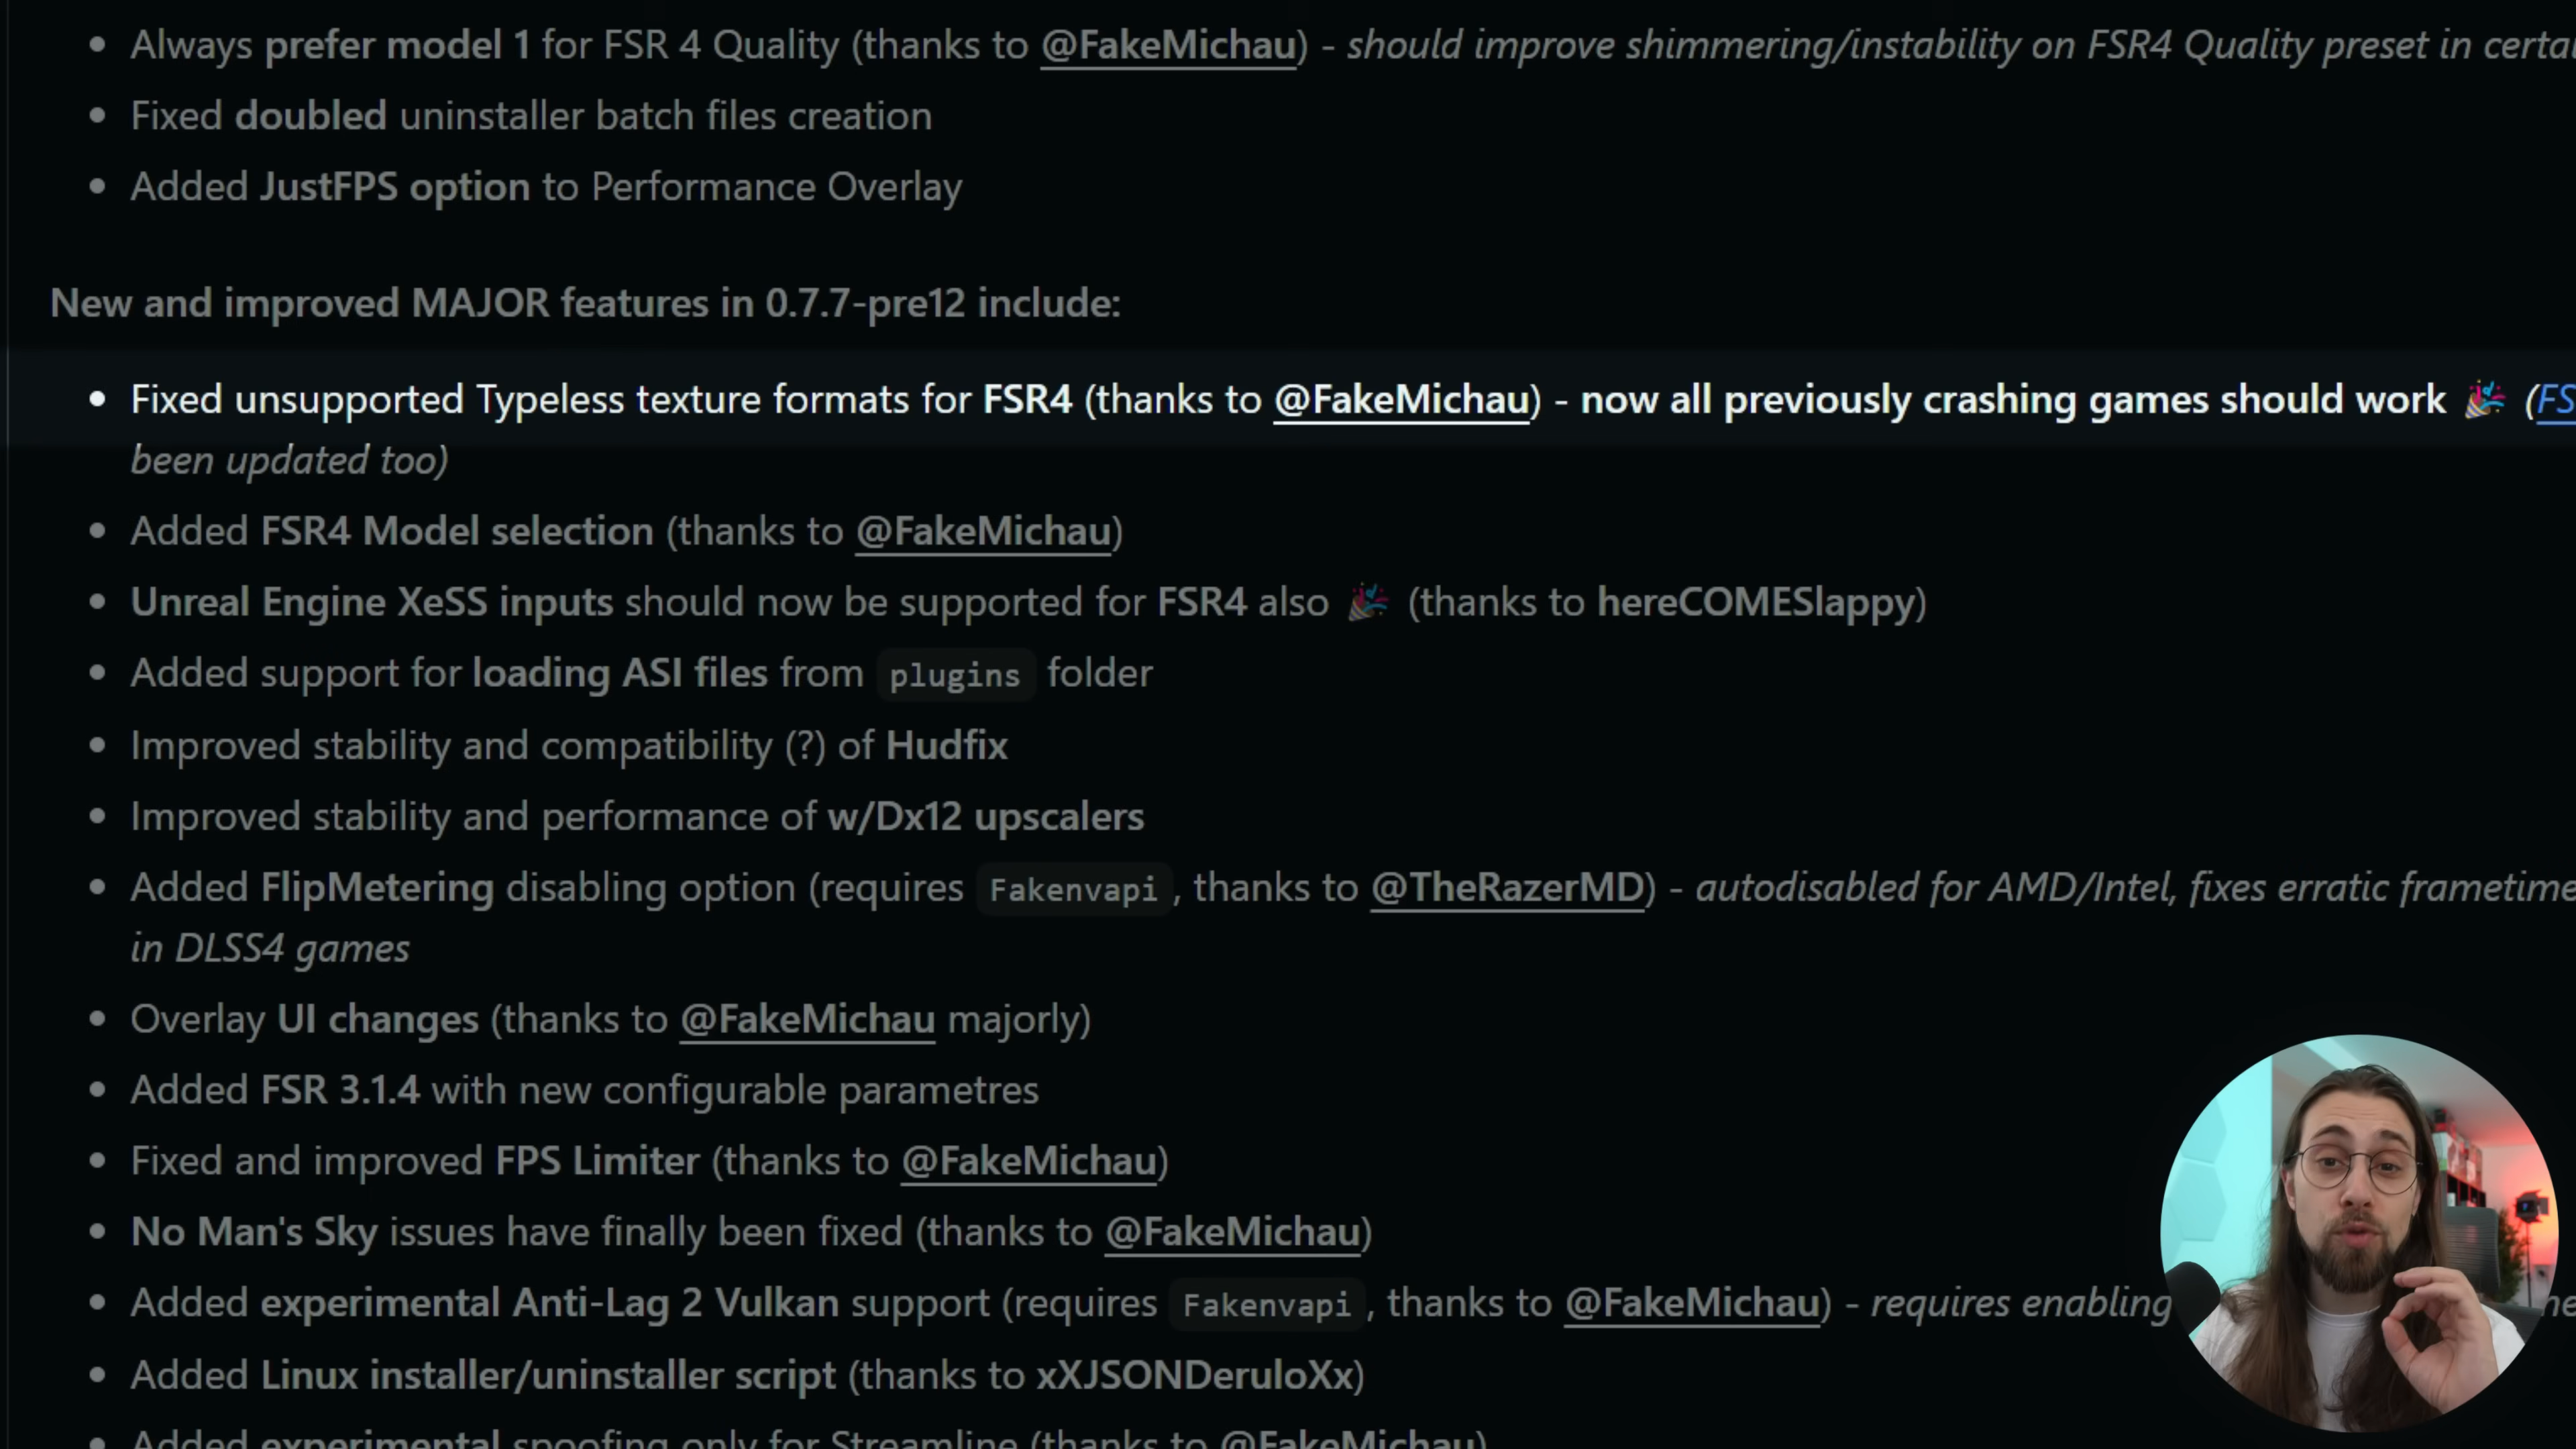 Always prefer model 1 for FSR 4 Quality (thanks to @FakeMichau) - should improve shimmering/instability on FSR4 Quality preset in
Fixed doubled uninstaller batch files creation
Added JustFPS option to Performance Overlay
New and improved MAJOR features in 0.7.7-pre12 include:
Fixed unsupported Typeless texture formats for FSR4 (thanks to @FakeMichau) - now all previously crashing games should work 🎉 (
been updated too)
Added FSR4 Model selection (thanks to @FakeMichau)
Unreal Engine XeSS inputs should now be supported for FSR4 also 🎉 (thanks to hereCOMESlappy)
Added support for loading ASI files from plugins folder
Improved stability and compatibility (?) of Hudfix
Improved stability and performance of w/Dx12 upscalers
Added FlipMetering disabling option (requires Fakenvapi, thanks to @TheRazerMD) - autodisabled for AMD/Intel, fixes erratic frametime
in DLSS4 games
Overlay UI changes (thanks to @FakeMichau majorly)
Added FSR 3.1.4 with new configurable parametres
Fixed and improved FPS Limiter (thanks to @FakeMichau)
No Man's Sky issues have finally been fixed (thanks to @FakeMichau)
Added experimental Anti-Lag 2 Vulkan support (requires Fakenvapi, thanks to @FakeMichau) - requires enabling
Added Linux installer/uninstaller script (thanks to xXJSONDeruloXx)
Added experimental spoofing only for Streamline (thanks to @FakeMichau)